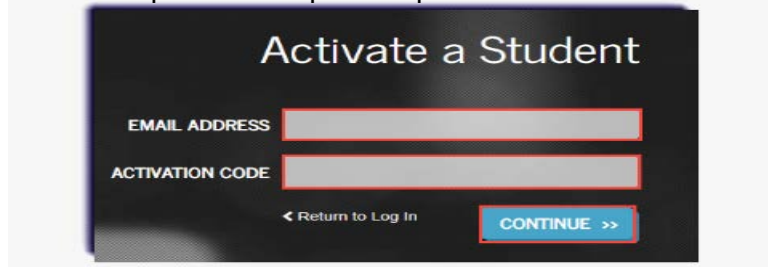 Activate a Student
EMAIL ADDRESS
ACTIVATION CODE
< Return to Log In
CONTINUE >>